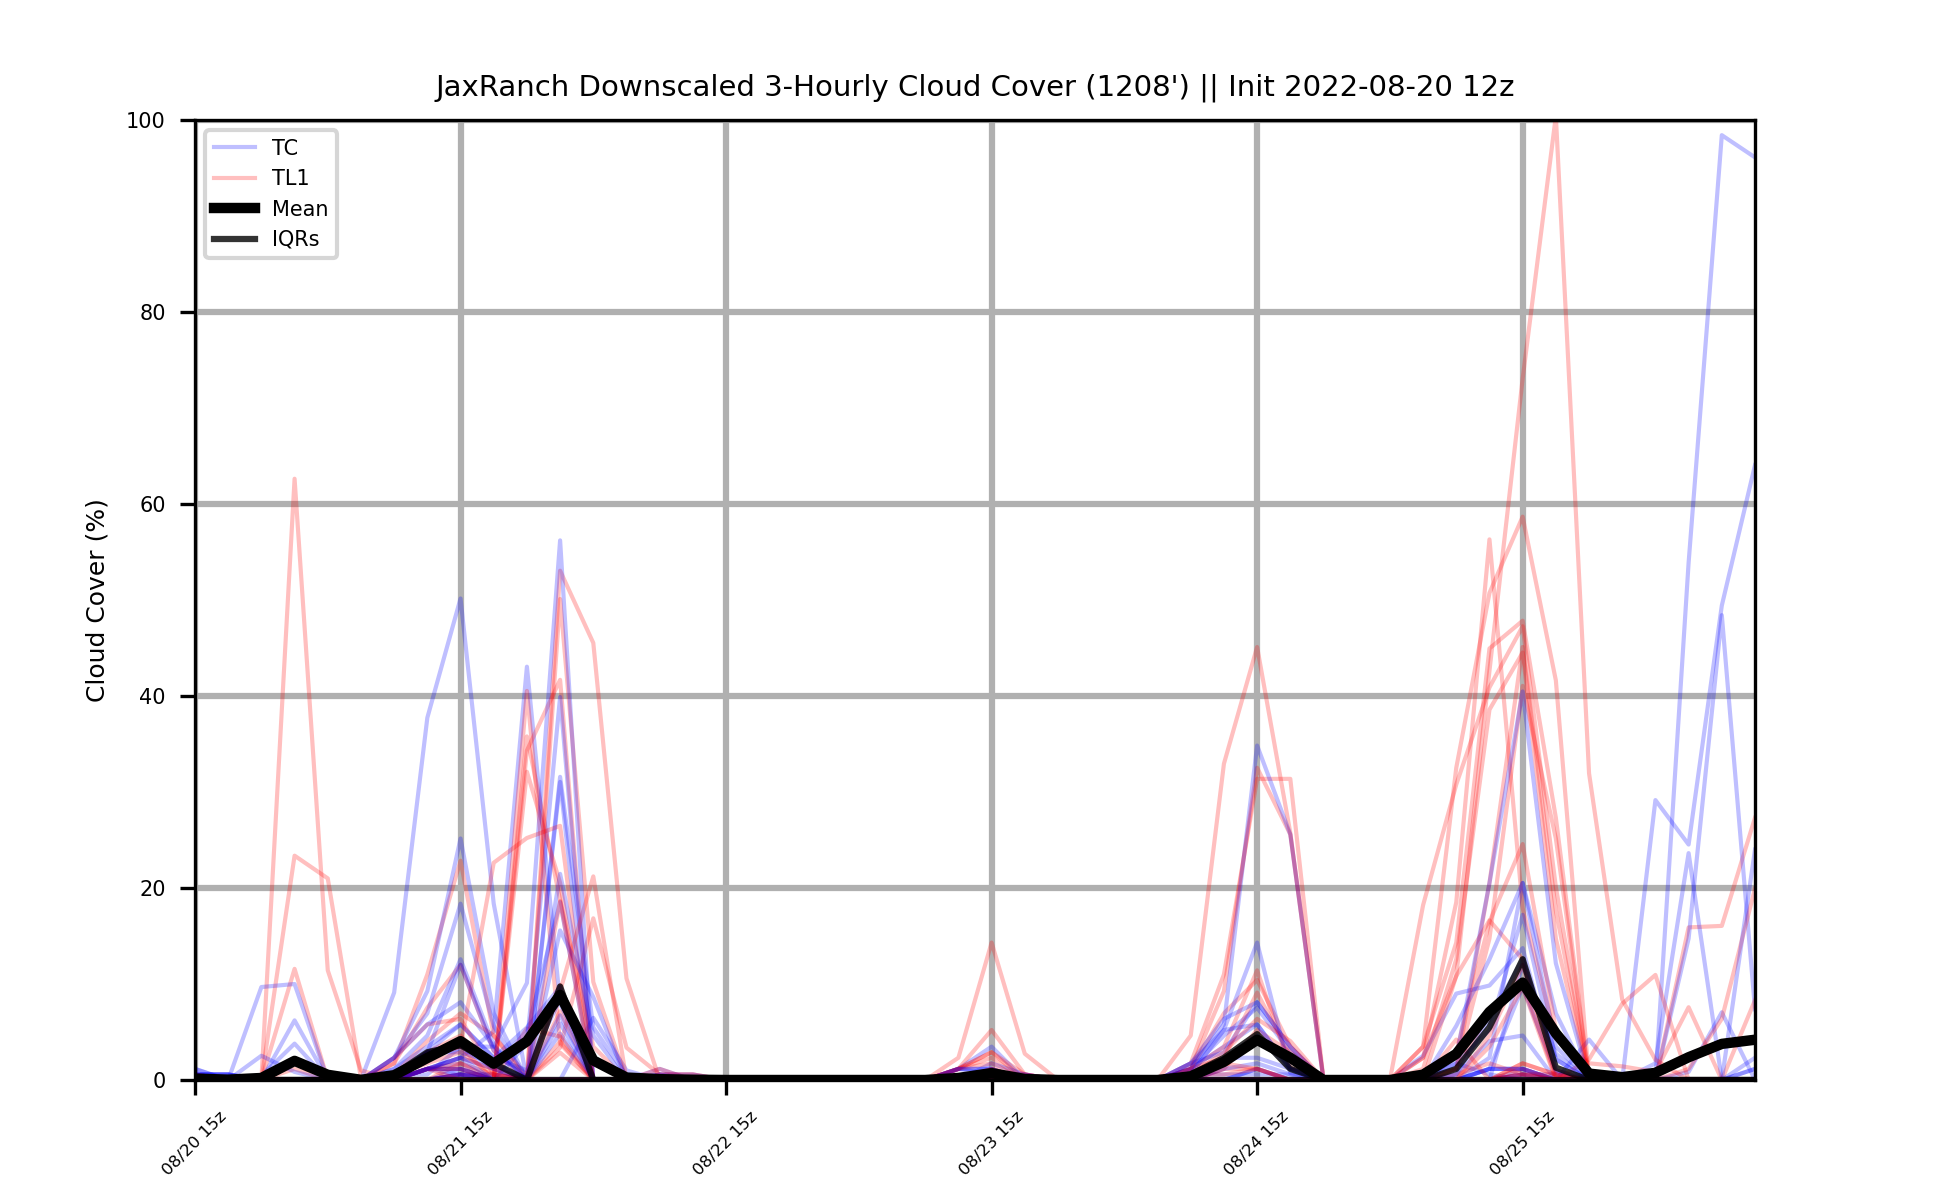 JaxRanch Downscaled 3-Hourly Cloud Cover (1208') || Init 2022-08-20 12z
100
80
60
40
20
0
Cloud Cover (%)
TC
TL1
Mean
IQRs
08/20 15z
08/21 15z
08/22 15z
08/23 15z
08/24 15z
08/25 15z